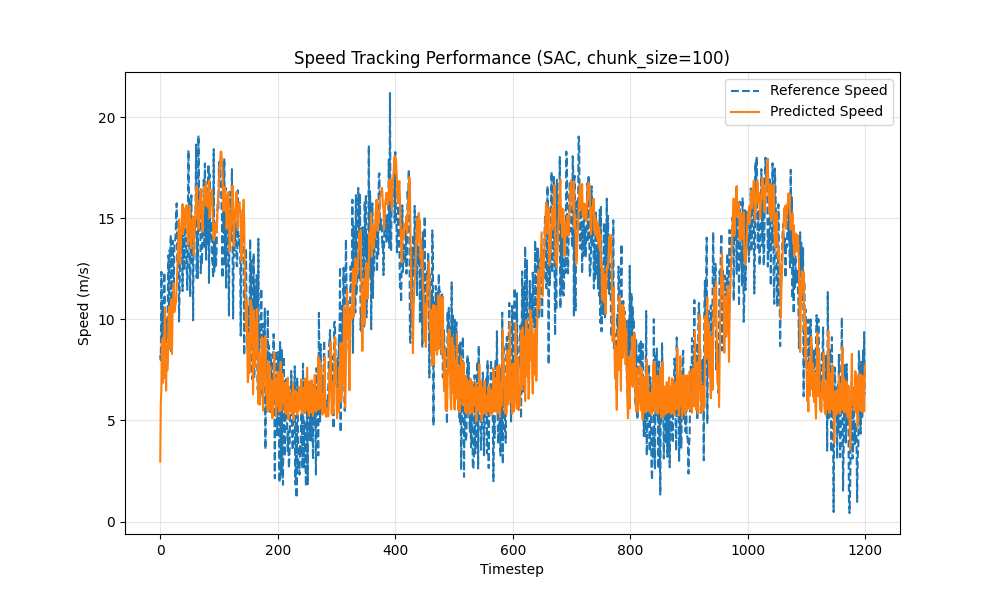 Speed Tracking Performance (SAC, chunk_size=100)
Reference Speed
Predicted Speed
Speed (m/s)
20
15
10
5
0
0 200 400 600 800 1000 1200
Timestep